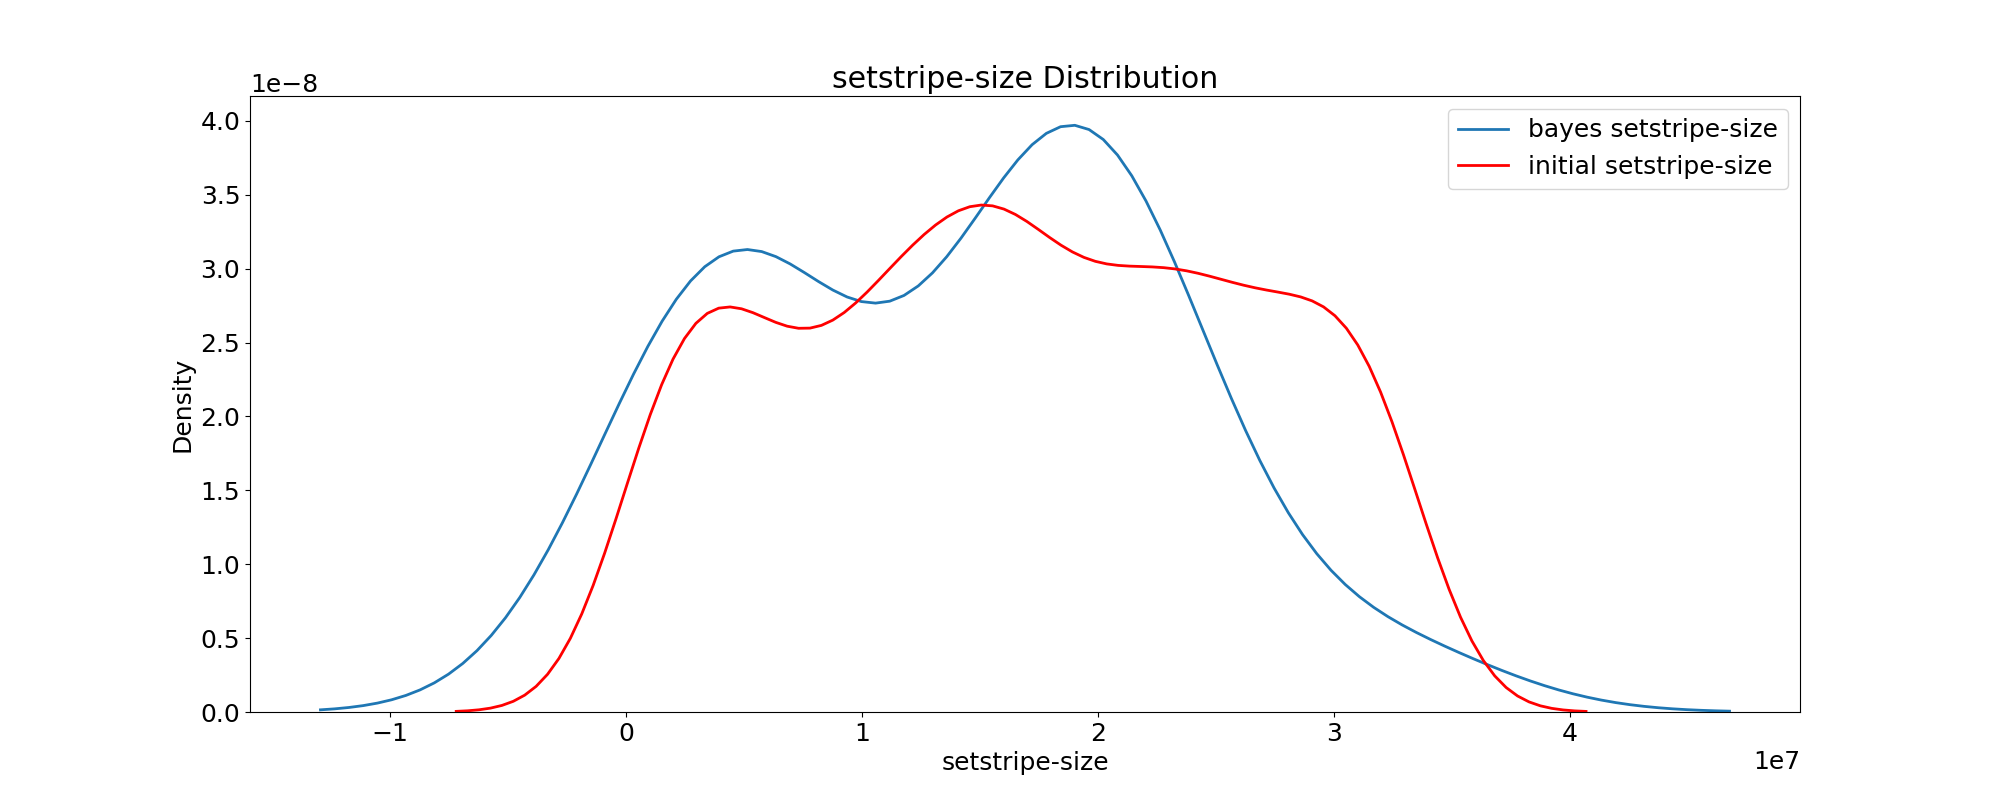 setstripe-size Distribution
1e−8
4.0
3.5
3.0
2.5
2.0
1.5
1.0
0.5
0.0
Density
bayes setstripe-size
initial setstripe-size
−1 0 1 2 3 4
1e7
setstripe-size